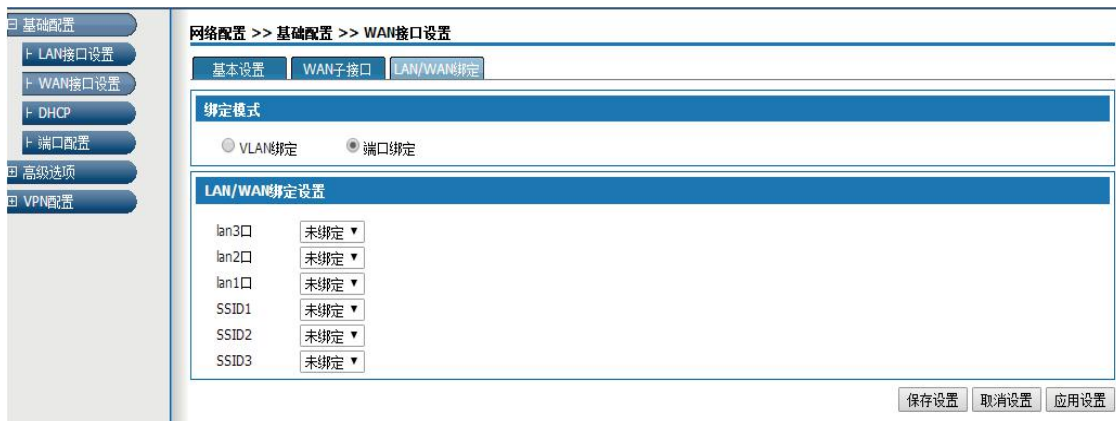 基础配置
LAN接口设置
WAN接口设置
DHCP
端口配置
高级选项
VPN配置
网络配置 >> 基础配置 >> WAN接口设置
基本设置 WAN子接口 LAN/WAN绑定
绑定模式
VLAN绑定 端口绑定
LAN/WAN绑定设置
lan3口 未绑定
lan2口 未绑定
lan1口 未绑定
SSID1 未绑定
SSID2 未绑定
SSID3 未绑定
保存设置 取消设置 应用设置